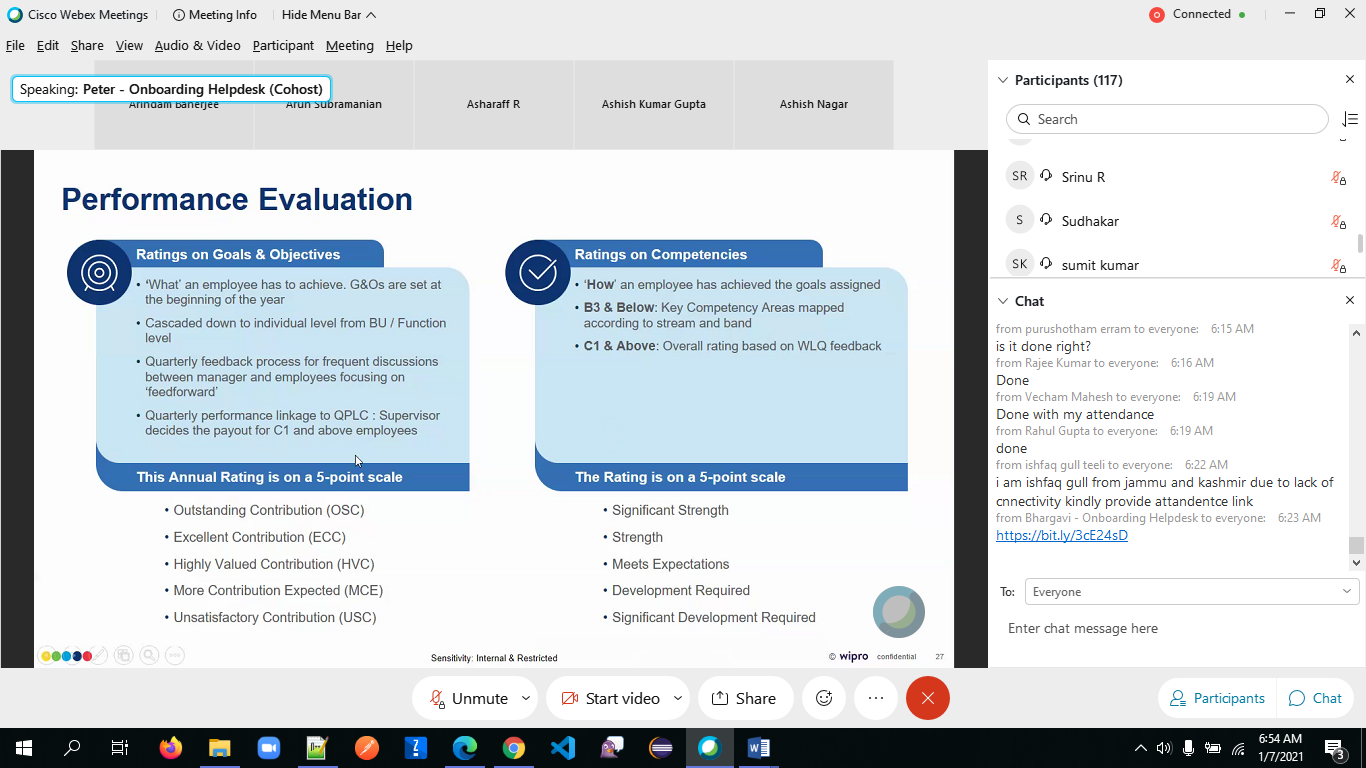 Cisco Webex Meetings
Meeting Info
Hide Menu Bar
Connected
File Edit Share View Audio & Video Participant Meeting Help
Speaking: Peter - Onboarding Helpdesk (Cohost)
Arindam Banerjee
Arun Subramanian
Asharaff R
Ashish Kumar Gupta
Ashish Nagar
Performance Evaluation
Ratings on Goals & Objectives
• ‘What’ an employee has to achieve. G&Os are set at
the beginning of the year
• Cascaded down to individual level from BU / Function
level
• Quarterly feedback process for frequent discussions
between manager and employees focusing on
‘feedforward’
• Quarterly performance linkage to QPLC : Supervisor
decides the payout for C1 and above employees
This Annual Rating is on a 5-point scale
• Outstanding Contribution (OSC)
• Excellent Contribution (ECC)
• Highly Valued Contribution (HVC)
• More Contribution Expected (MCE)
• Unsatisfactory Contribution (USC)
Ratings on Competencies
• ‘How’ an employee has achieved the goals assigned
• B3 & Below: Key Competency Areas mapped
according to stream and band
• C1 & Above: Overall rating based on WLQ feedback
The Rating is on a 5-point scale
• Significant Strength
• Strength
• Meets Expectations
• Development Required
• Significant Development Required
Sensitivity: Internal & Restricted
© wipro confidential 27
Participants (117)
Search
SR Srinu R
S Sudhakar
SK sumit kumar
Chat
from purushotham erram to everyone: 6:15 AM
is it done right?
from Rajee Kumar to everyone: 6:16 AM
Done
from Vecham Mahesh to everyone: 6:19 AM
Done with my attendance
from Rahul Gupta to everyone: 6:19 AM
done
from ishfaq gull teeli to everyone: 6:22 AM
i am ishfaq gull from jammu and kashmir due to lack of
cnnectivity kindly provide attandentce link
from Bhargavi - Onboarding Helpdesk to everyone: 6:23 AM
https://bit.ly/3cE24sD
To: Everyone
Enter chat message here
Unmute
Start video
Share
Participants
Chat
6:54 AM
1/7/2021
3